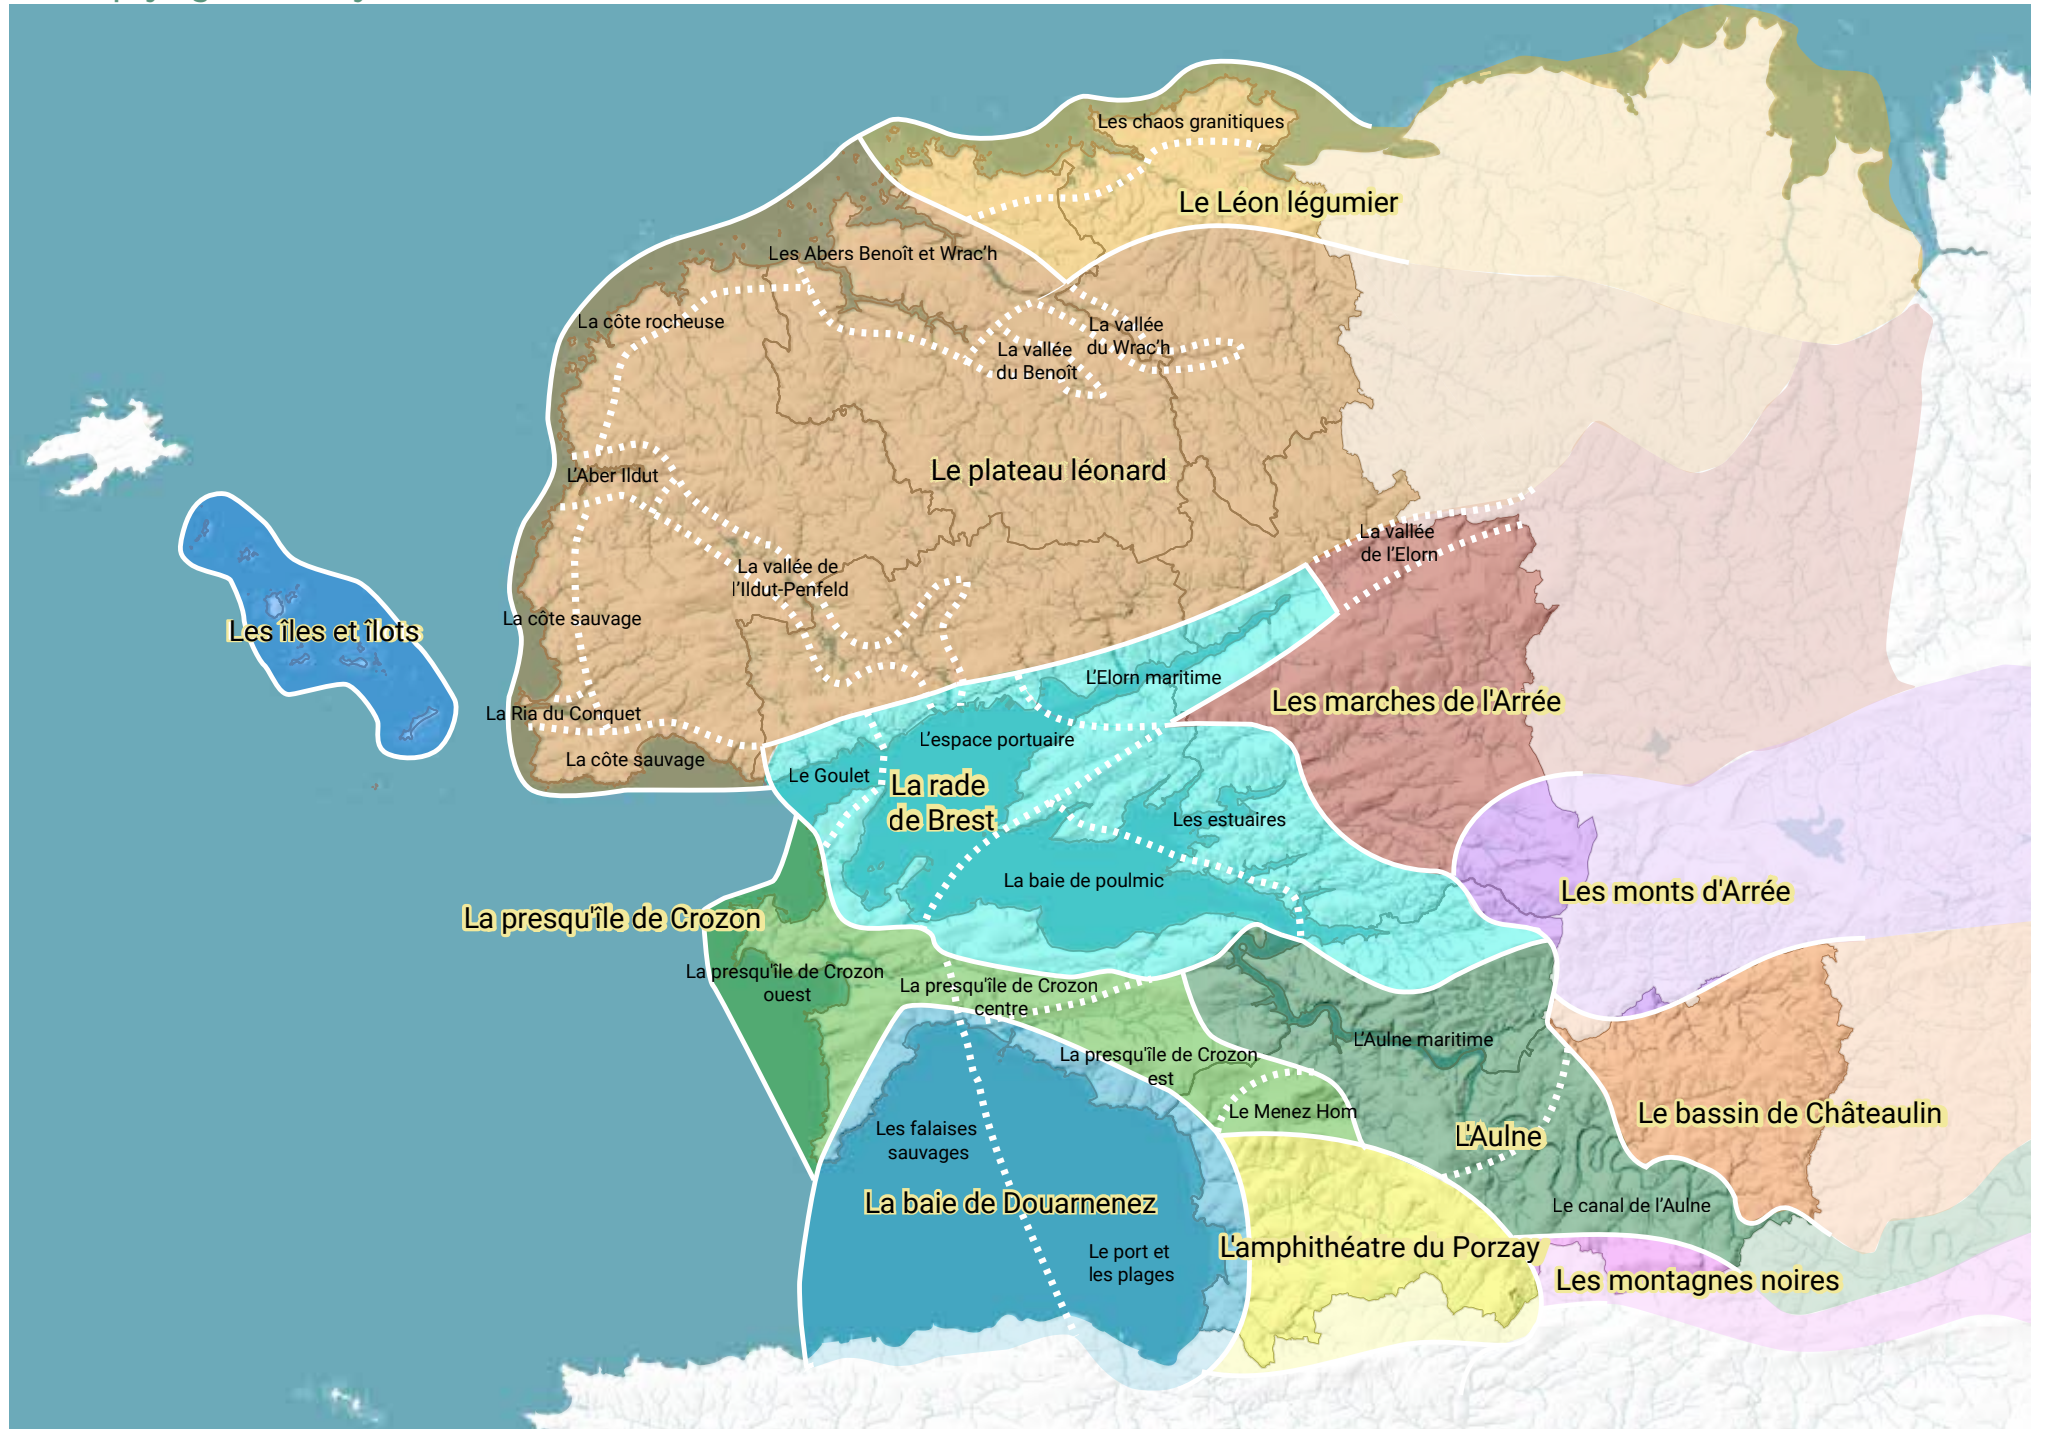 Les chaos granitiques
Le Léon légumier
Les Abers Benoît et Wrac'h
La côte rocheuse
La vallée
du Wrac'h
La vallée
du Benoît
Le plateau léonard
L'Aber Ildut
La vallée
de l'Elorn
La vallée de
l'Ildut-Penfeld
La côte sauvage
Les îles et îlots
L'Elorn maritime
Les marches de l'Arrée
La Ria du Conquet
L'espace portuaire
La côte sauvage
Le Goulet
La rade
de Brest
Les estuaires
La baie de poulmic
Les monts d'Arrée
La presqu'île de Crozon
La presqu'île de Crozon
ouest
La presqu'île de Crozon
centre
L'Aulne maritime
La presqu'île de Crozon
est
Le Menez Hom
Le bassin de Châteaulin
L'Aulne
Les falaises
sauvages
La baie de Douarnenez
Le canal de l'Aulne
L'amphithéatre du Porzay
Le port et
les plages
Les montagnes noires